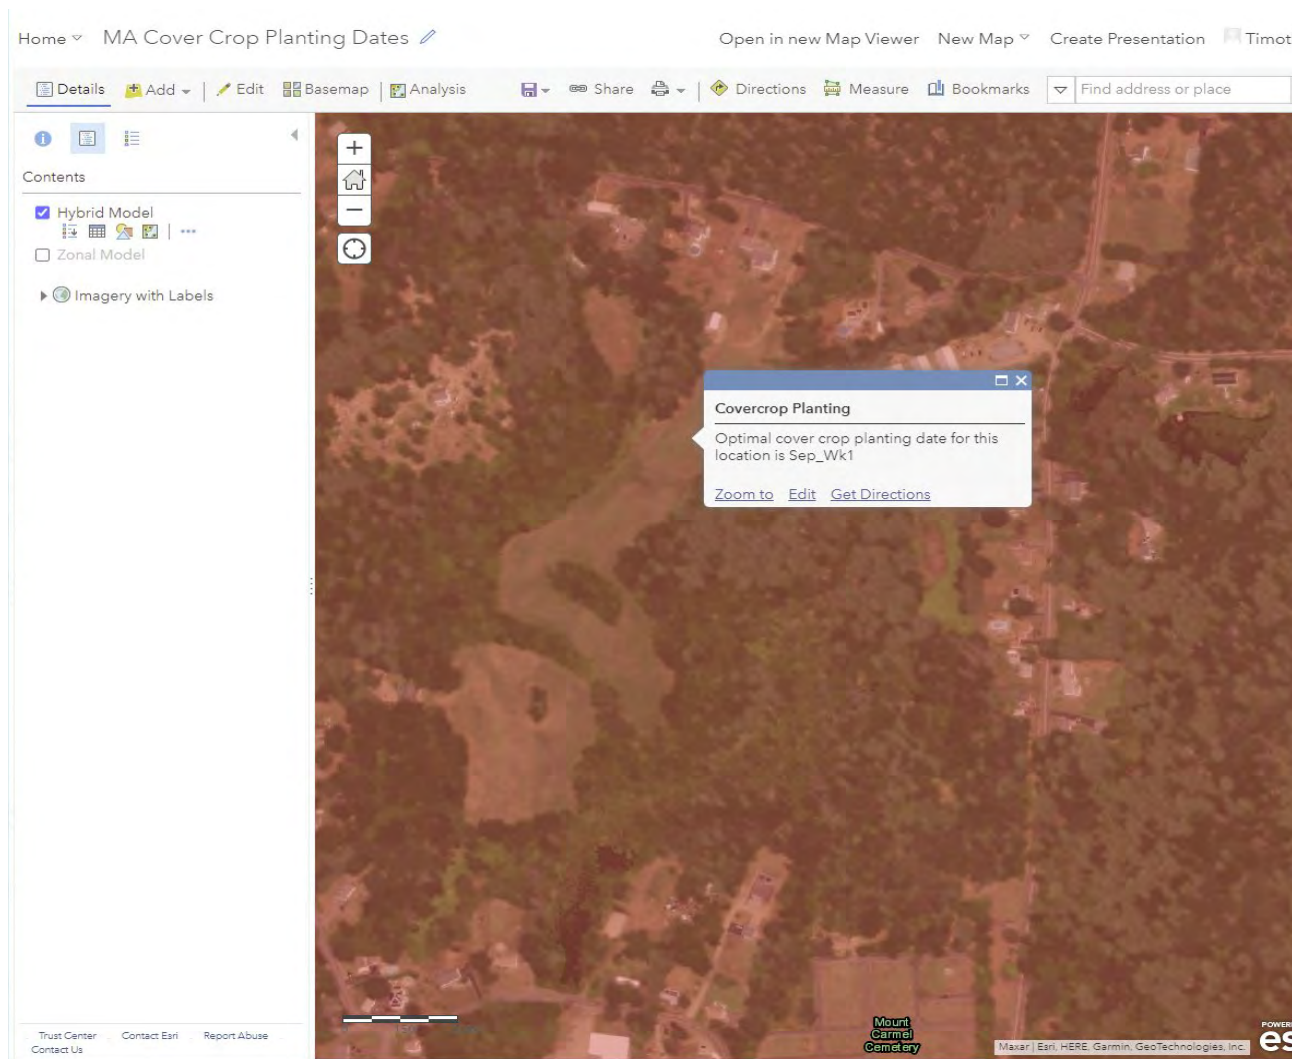 Home MA Cover Crop Planting Dates Open in new Map Viewer New Map Create Presentation Timot
Details Add Edit Basemap Analysis Share Directions Measure Bookmarks Find address or place
Contents
Hybrid Model
Zonal Model
Imagery with Labels
Covercrop Planting
Optimal cover crop planting date for this
location is Sep_Wk1
Zoom to Edit Get Directions
Mount
Carmel
Cemetery
Trust Center Contact Esri Report Abuse
Contact Us
Maxar | Esri, HERE, Garmin, GeoTechnologies, Inc.
POWER
es